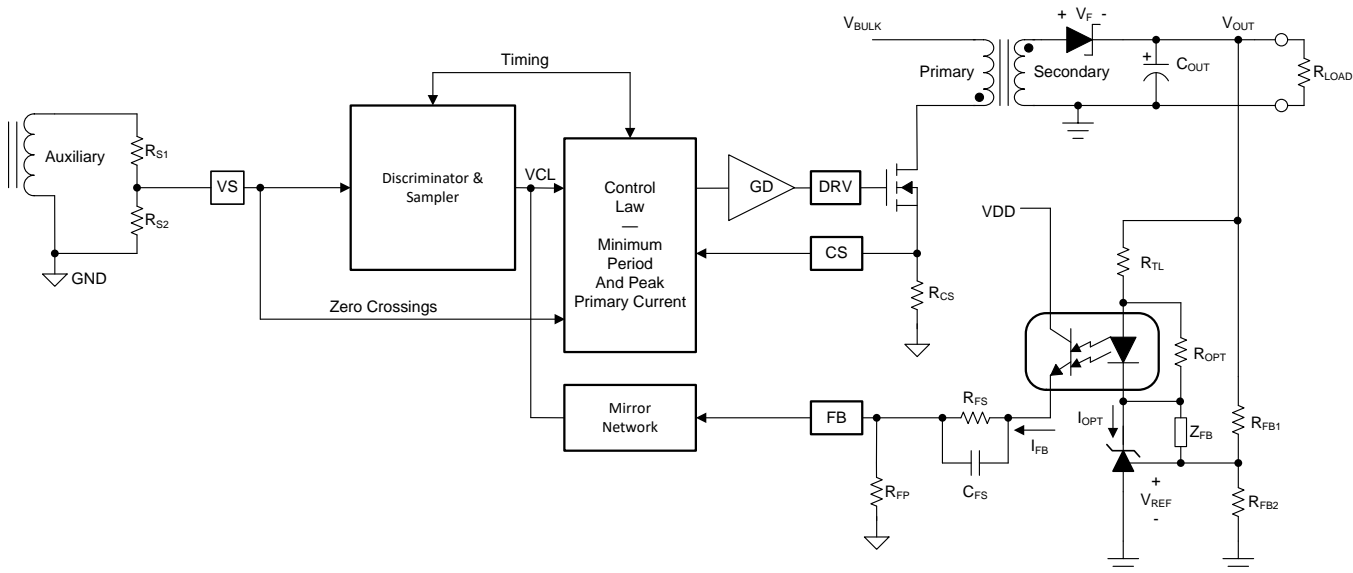 + V_F -
V_BULK
V_OUT
Timing
Primary
Secondary
+
C_OUT
R_LOAD
Auxiliary
R_S1
R_S2
GND
VS
Discriminator &
Sampler
VCL
Control
Law
—
Minimum
Period
And Peak
Primary Current
GD
DRV
CS
R_CS
VDD
R_TL
Zero Crossings
R_OPT
Mirror
Network
FB
R_FS
C_FS
R_FP
I_FB
I_OPT
Z_FB
R_FB1
+
V_REF
-
R_FB2